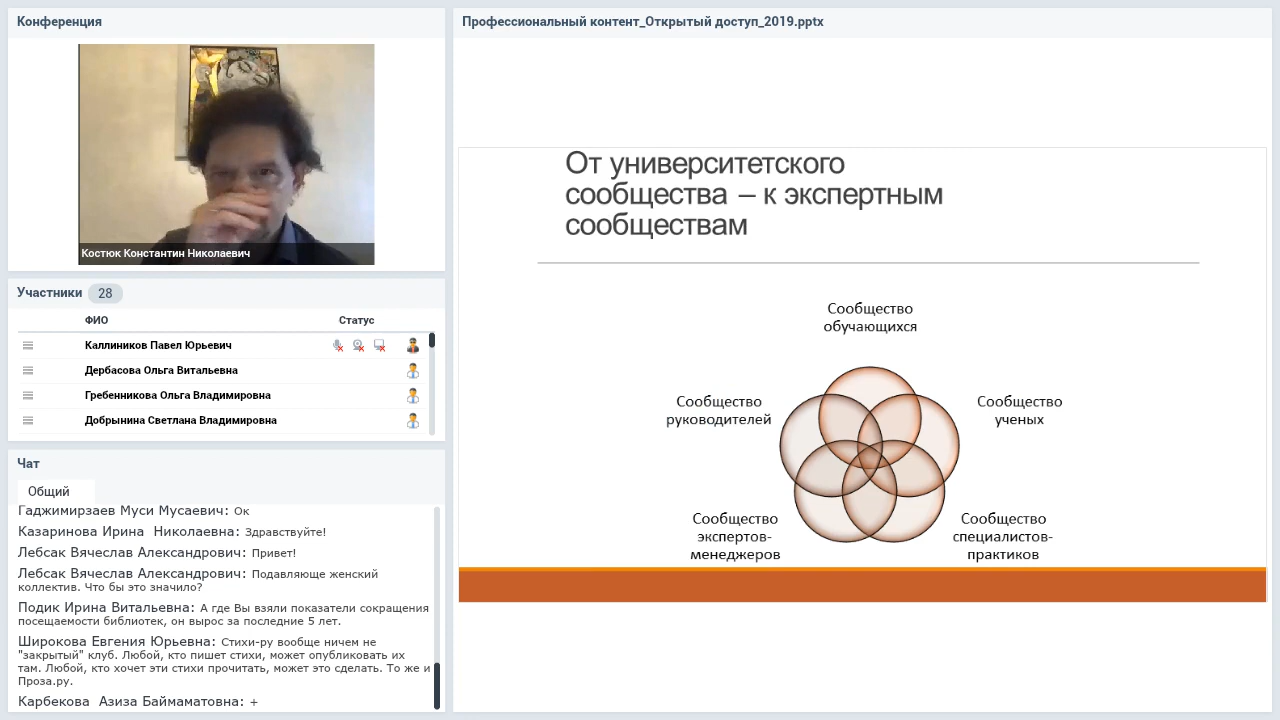 Конференция
Костюк Константин Николаевич
Участники 28
ФИО Статус
Каллиников Павел Юрьевич
Дербасова Ольга Витальевна
Гребенникова Ольга Владимировна
Добрынина Светлана Владимировна
Чат
Общий
Гаджимирзаев Муси Мусаевич: Ок
Казаринова Ирина Николаевна: Здравствуйте!
Лебсак Вячеслав Александрович: Привет!
Лебсак Вячеслав Александрович: Подавляюще женский
коллектив. Что бы это значило?
Подик Ирина Витальевна: А где Вы взяли показатели сокращения
посещаемости библиотек, он вырос за последние 5 лет.
Широкова Евгения Юрьевна: Стихи-ру вообще ничем не
"закрытый" клуб. Любой, кто пишет стихи, может опубликовать их
там. Любой, кто хочет эти стихи прочитать, может это сделать. То же и
Проза.ру.
Карбекова Азиза Баймаматовна: +
Профессиональный контент_Открытый доступ_2019.pptx
От университетского
сообщества – к экспертным
сообществам
Сообщество
обучающихся
Сообщество
руководителей
Сообщество
ученых
Сообщество
экспертов-
менеджеров
Сообщество
специалистов-
практиков